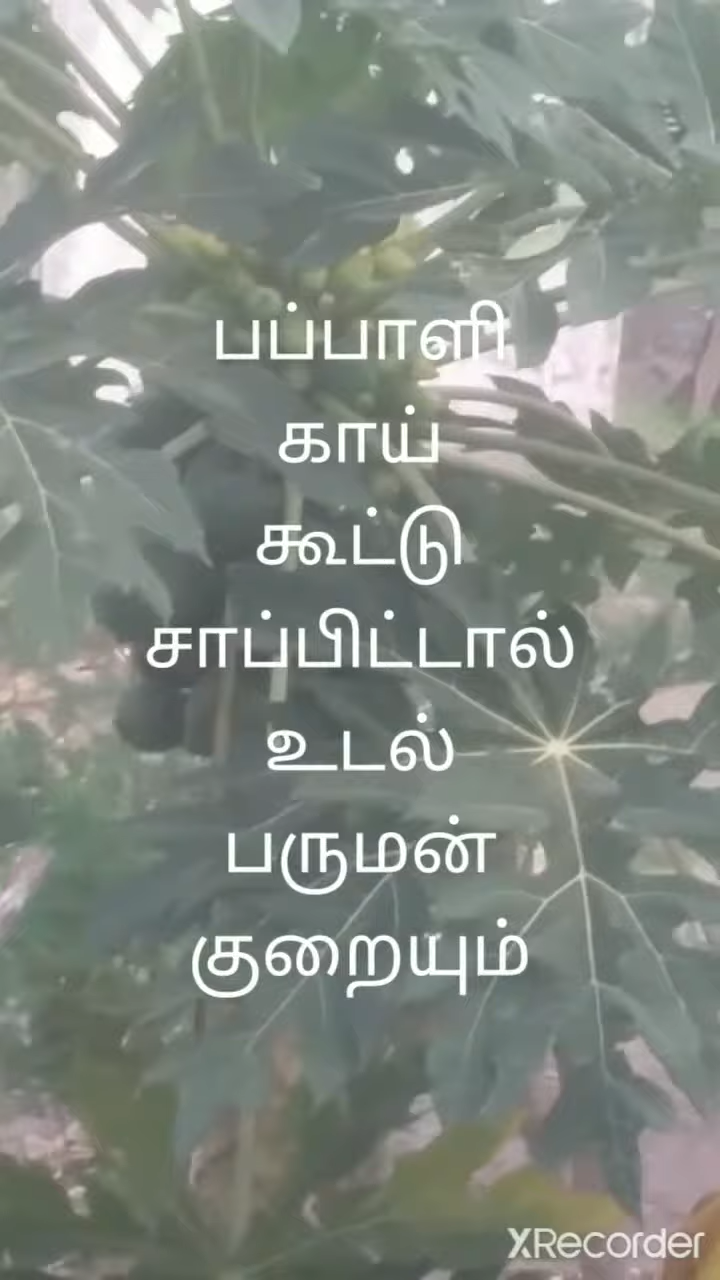 பப்பாளி
காய்
கூட்டு
சாப்பிட்டால்
உடல்
பருமன்
குறையும்
XRecorder